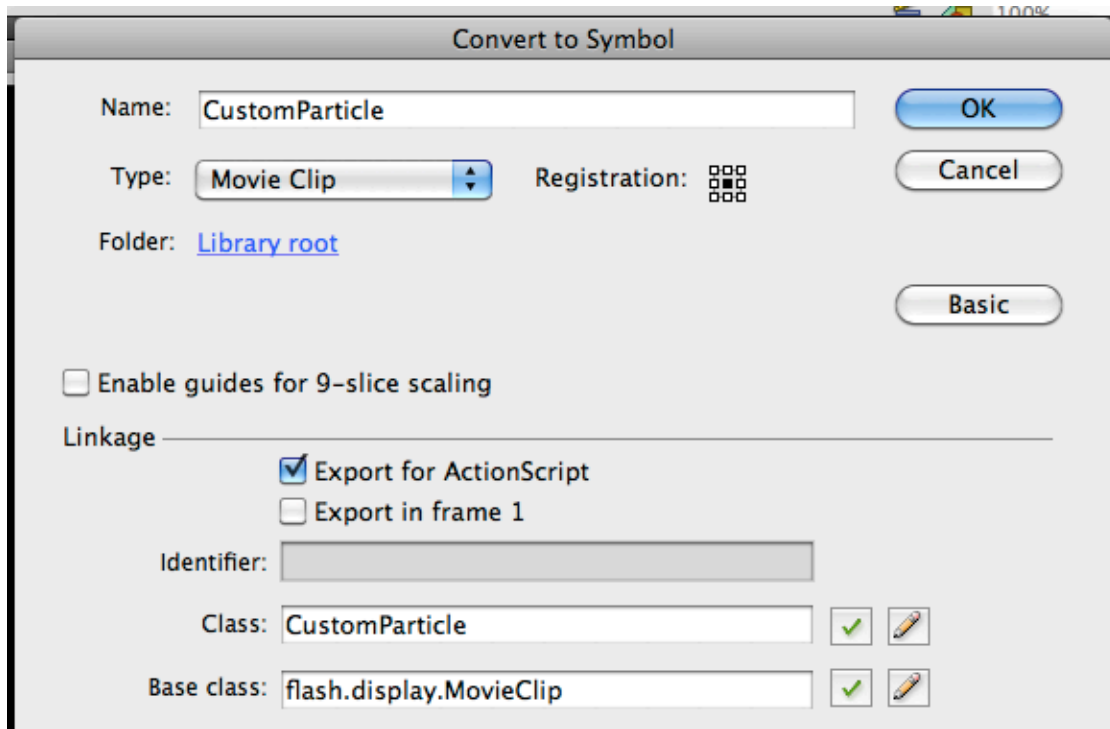 100%
Convert to Symbol
Name: CustomParticle OK
Type: Movie Clip Registration: Cancel
Folder: Library root
Basic
Enable guides for 9-slice scaling
Linkage
Export for ActionScript
Export in frame 1
Identifier:
Class: CustomParticle
Base class: flash.display.MovieClip